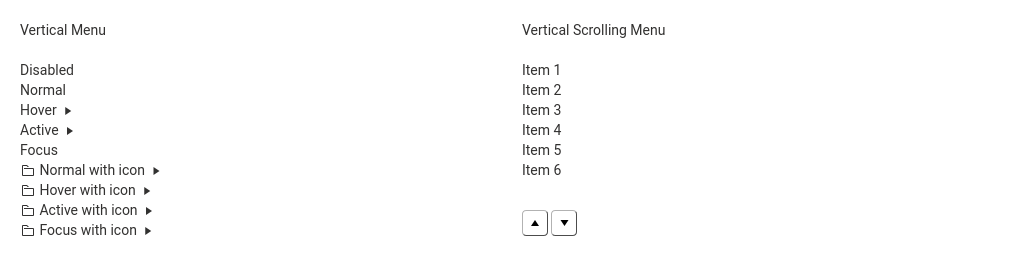 Vertical Menu
Disabled
Normal
Hover
Active
Focus
Normal with icon
Hover with icon
Active with icon
Focus with icon
Vertical Scrolling Menu
Item 1
Item 2
Item 3
Item 4
Item 5
Item 6